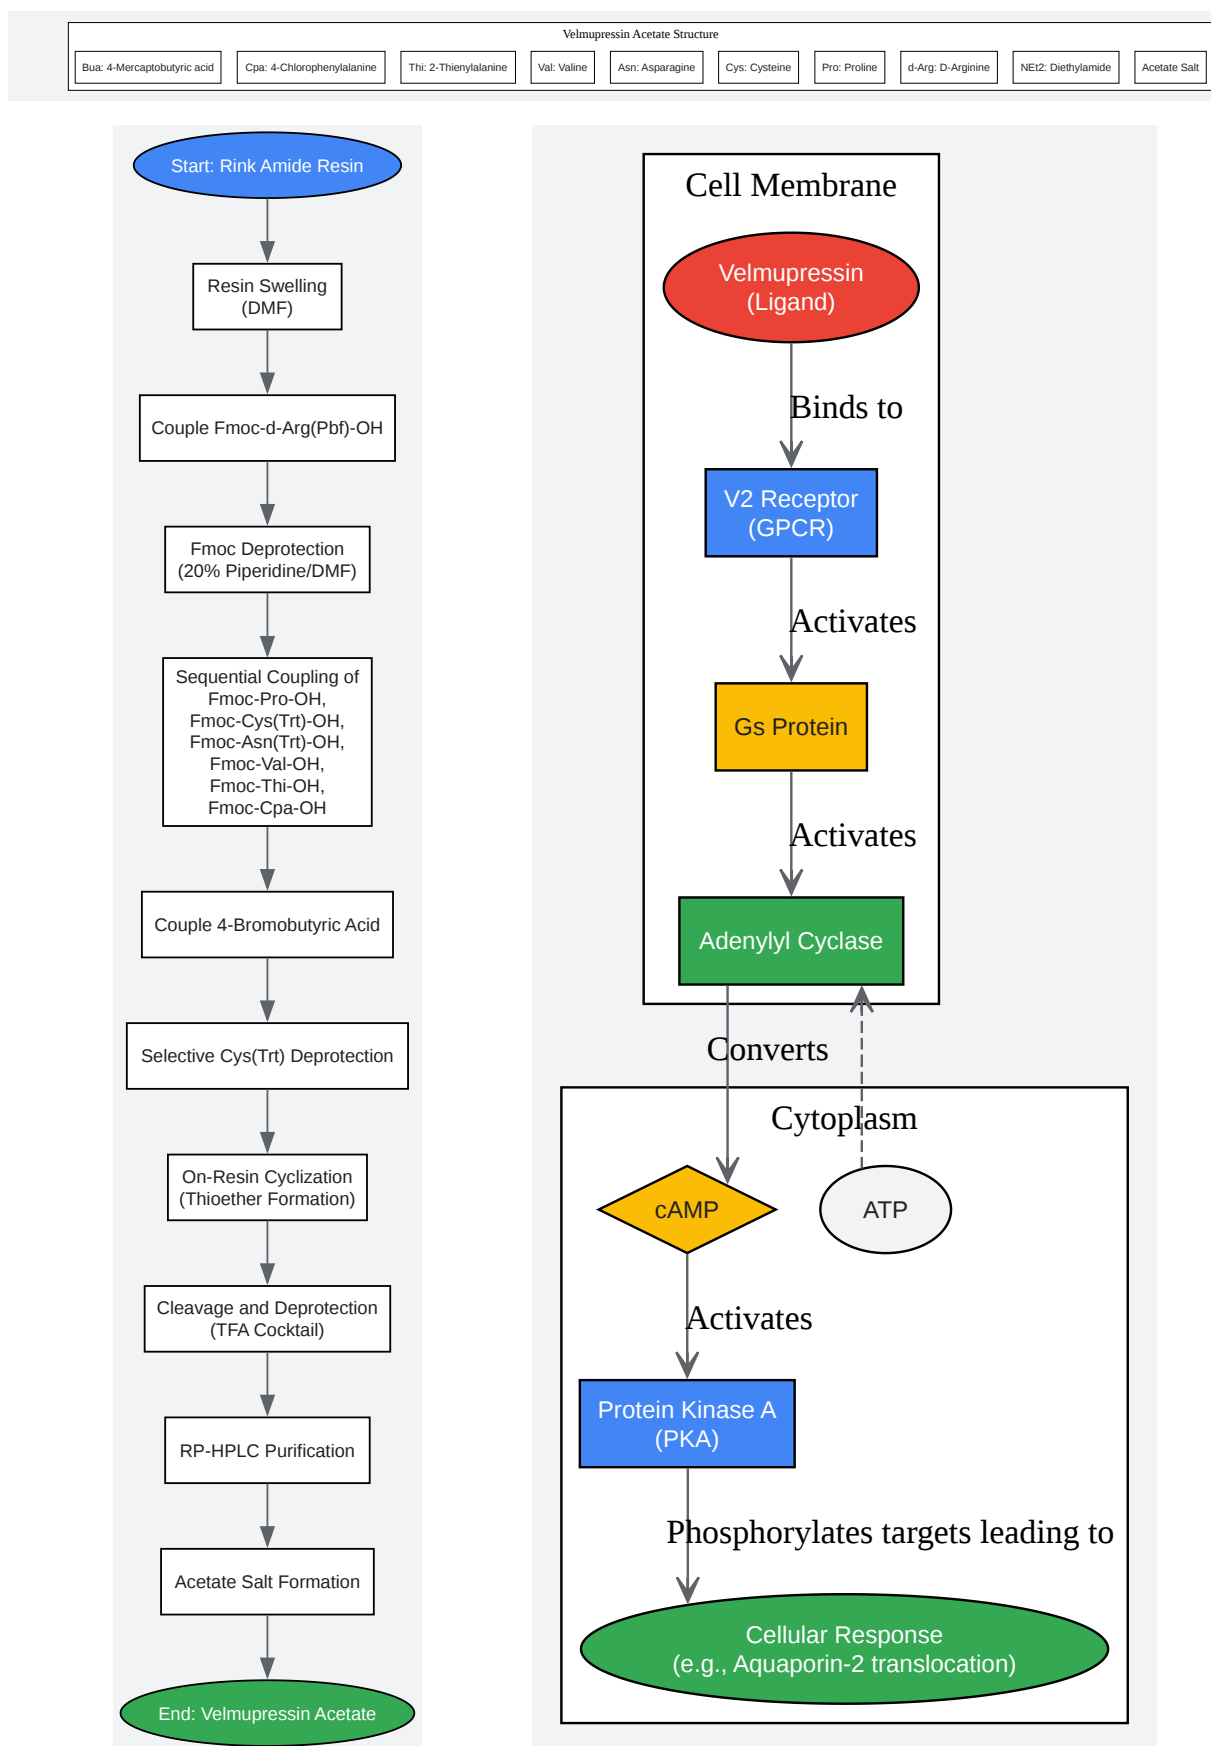 Velmupressin Acetate Structure
Bua: 4-Mercaptobutyric acid
Cpa: 4-Chlorophenylalanine
Thi: 2-Thienylalanine
Val: Valine
Asn: Asparagine
Cys: Cysteine
Pro: Proline
d-Arg: D-Arginine
NEt2: Diethylamide
Acetate Salt
Start: Rink Amide Resin
Resin Swelling
(DMF)
Couple Fmoc-d-Arg(Pbf)-OH
Fmoc Deprotection
(20% Piperidine/DMF)
Sequential Coupling of
Fmoc-Pro-OH,
Fmoc-Cys(Trt)-OH,
Fmoc-Asn(Trt)-OH,
Fmoc-Val-OH,
Fmoc-Thi-OH,
Fmoc-Cpa-OH
Couple 4-Bromobutyric Acid
Selective Cys(Trt) Deprotection
On-Resin Cyclization
(Thioether Formation)
Cleavage and Deprotection
(TFA Cocktail)
RP-HPLC Purification
Acetate Salt Formation
End: Velmupressin Acetate
Cell Membrane
Velmupressin
(Ligand)
Binds to
V2 Receptor
(GPCR)
Activates
Gs Protein
Activates
Adenylyl Cyclase
Converts
Cytoplasm
cAMP
ATP
Activates
Protein Kinase A
(PKA)
Phosphorylates targets leading to
Cellular Response
(e.g., Aquaporin-2 translocation)